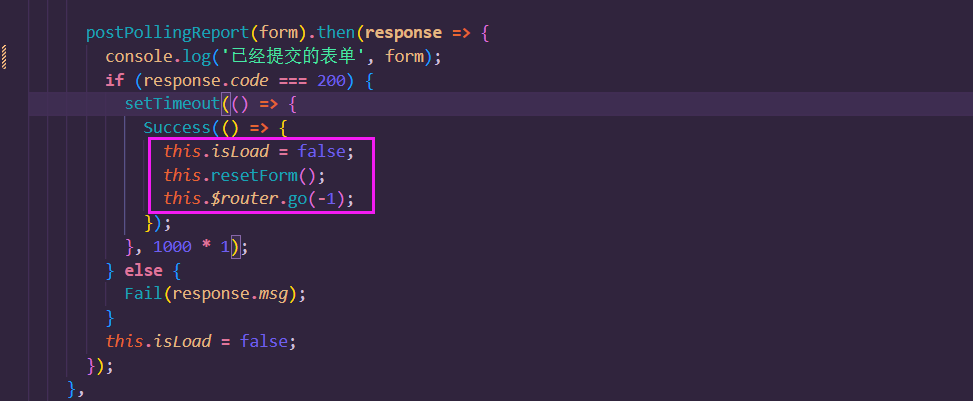 postPollingReport(form).then(response => {
console.log('已经提交的表单', form);
if (response.code === 200) {
setTimeout(() => {
Success(() => {
this.isLoad = false;
this.resetForm();
this.$router.go(-1);
});
}, 1000 * 1);
} else {
Fail(response.msg);
}
this.isLoad = false;
});
},